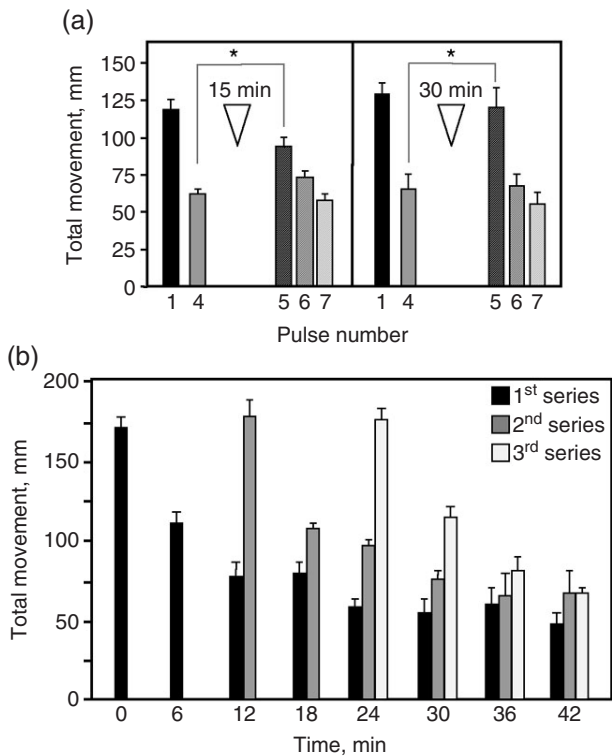 (a)
Total movement, mm
150
125
100
75
50
25
0
*
15 min
*
30 min
1 4 5 6 7 1 4 5 6 7
Pulse number
(b)
Total movement, mm
200
150
100
50
0
1st series
2nd series
3rd series
0 6 12 18 24 30 36 42
Time, min